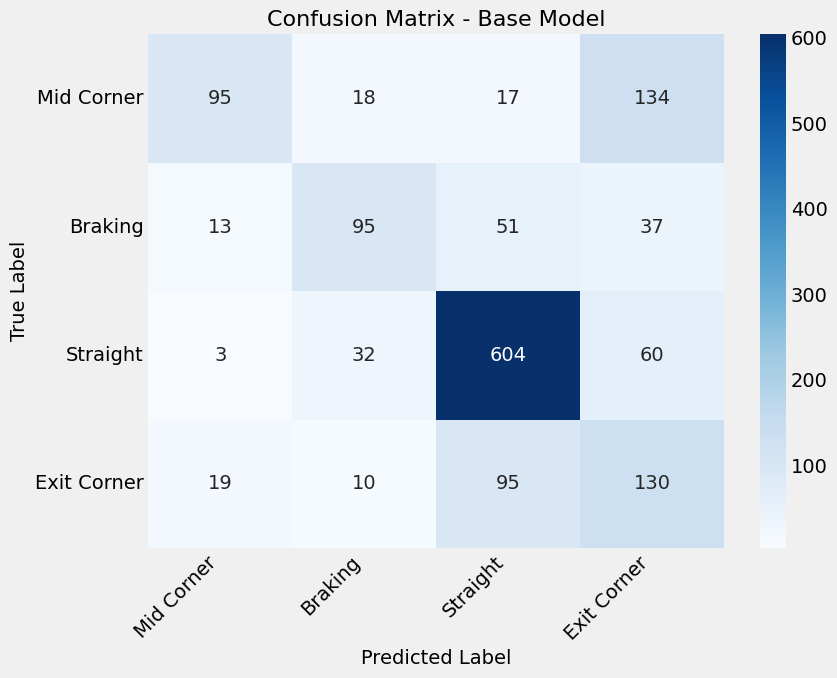 Confusion Matrix - Base Model
True Label
Mid Corner 95 18 17 134
Braking 13 95 51 37
Straight 3 32 604 60
Exit Corner 19 10 95 130
Mid Corner Braking Straight Exit Corner
Predicted Label
600
500
400
300
200
100